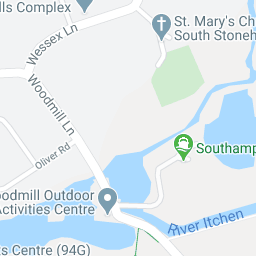 lls Complex
Wessex Ln
St. Mary's Ch
South Stoneh
Woodmill Ln
Oliver Rd
Southamp
oodmill Outdoor
Activities Centre
River Itchen
s Centre (94G)